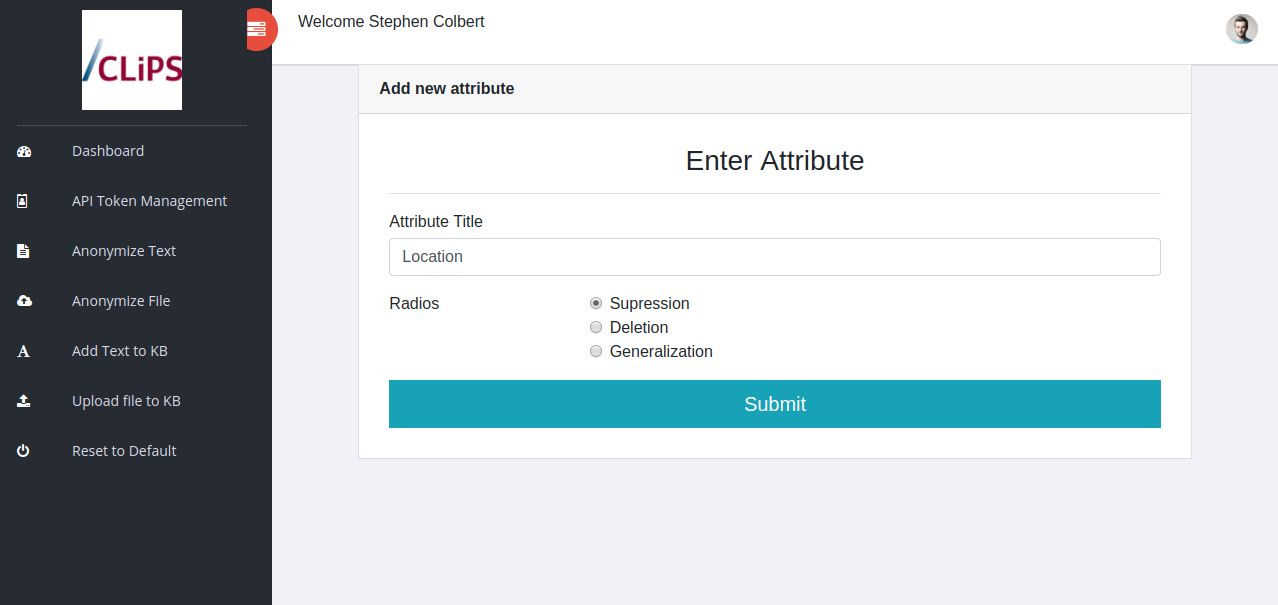 CLiPS
Welcome Stephen Colbert
Dashboard
API Token Management
Anonymize Text
Anonymize File
Add Text to KB
Upload file to KB
Reset to Default
Add new attribute
Enter Attribute
Attribute Title
Location
Radios
Supression
Deletion
Generalization
Submit